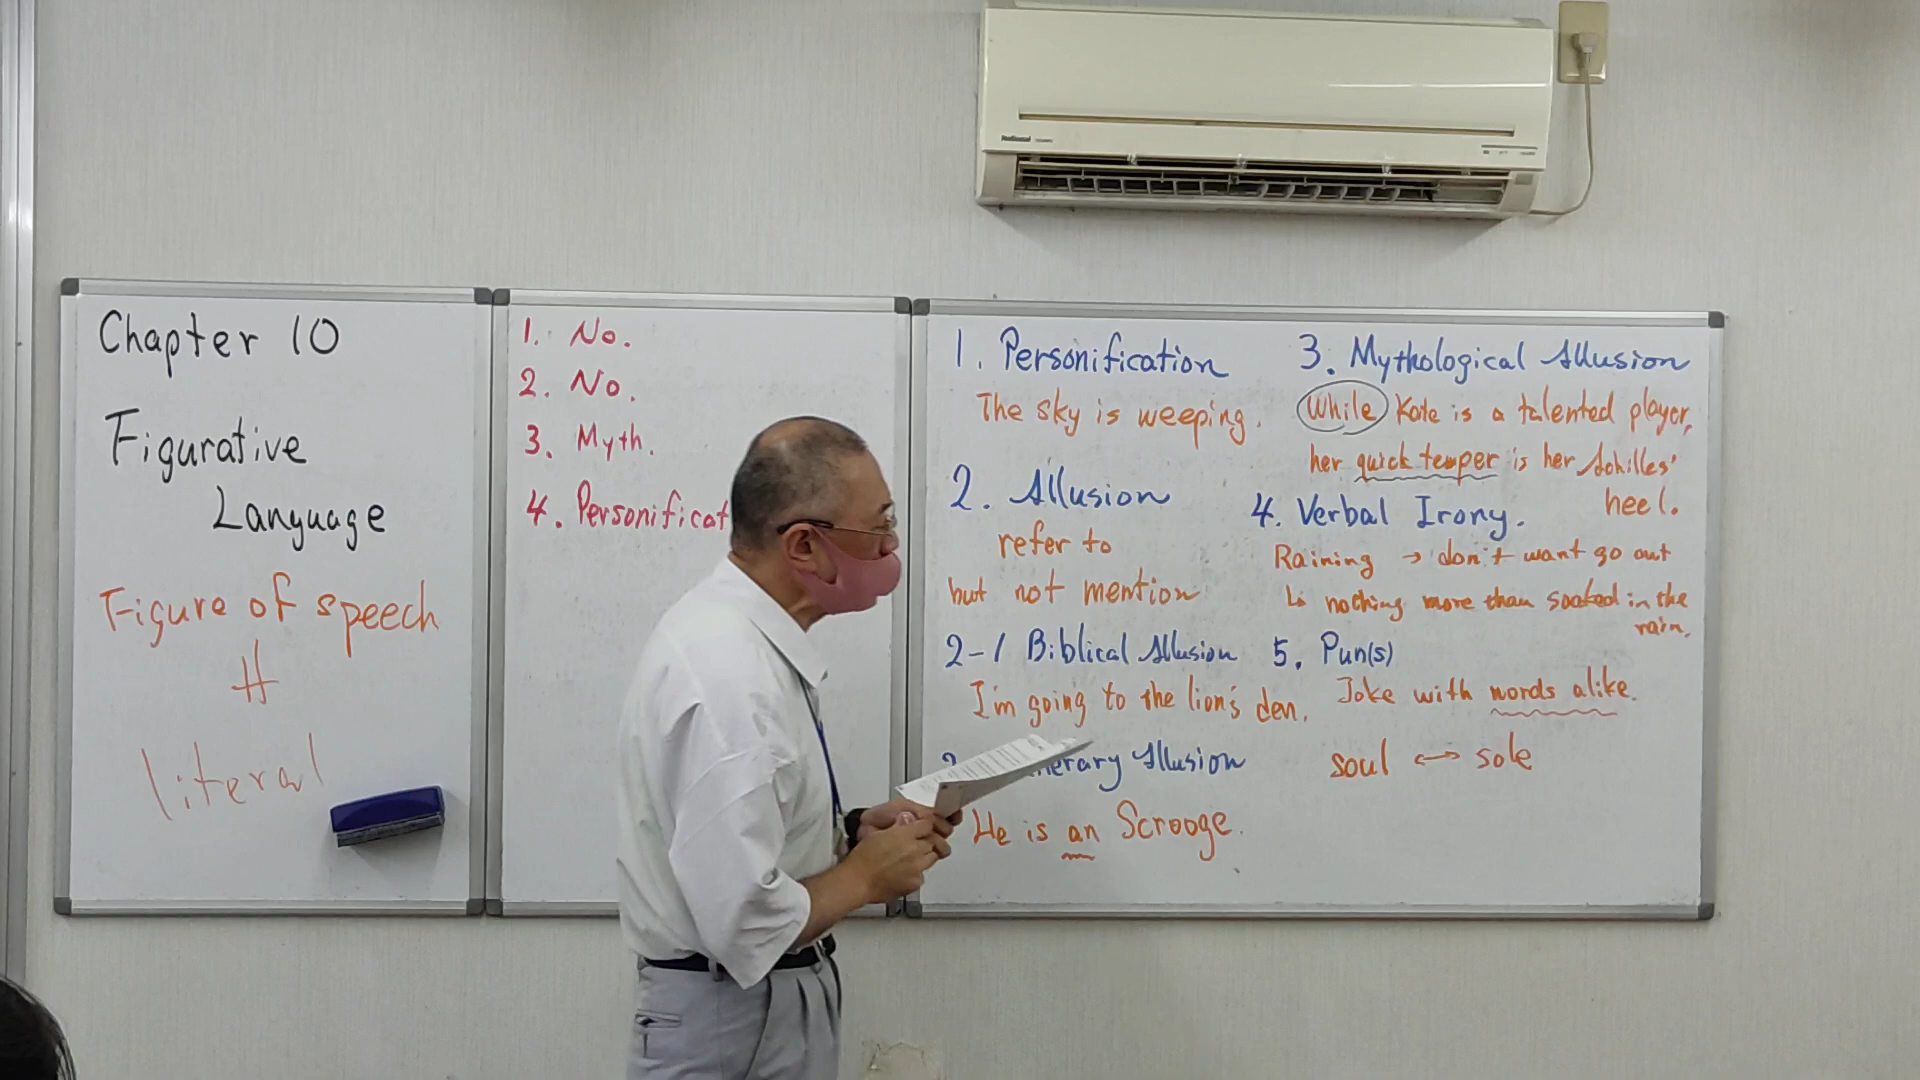 National
Chapter 10
Figurative
Language
Figure of speech
literal
1. No.
2. No.
3. Myth.
4. Personificat
1. Personification
The sky is weeping.
2. Allusion
refer to
but not mention
2-1 Biblical Allusion
I'm going to the lion's den.
2 erary Allusion
He is an Scrooge.
3. Mythological Allusion
While Kate is a talented player,
her quick temper is her Achilles'
heel.
4. Verbal Irony.
Raining → don't want go out
↳ nothing more than soaked in the
rain.
5. Pun(s)
Joke with words alike.
soul ↔ sole